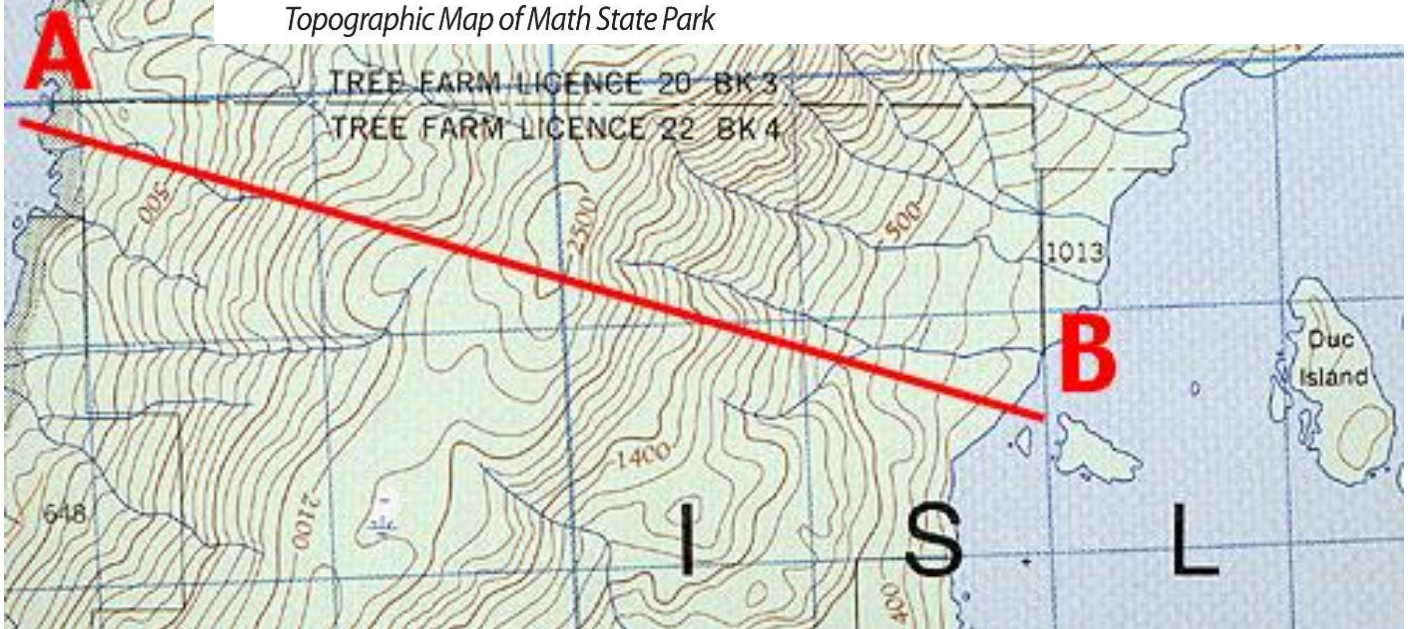 Topographic Map of Math State Park
A
TREE FARM LICENCE 20 BK 3
TREE FARM LICENCE 22 BK 4
500
2500
500
1013
B
Duc
Island
1400
648
2100
I S L
400